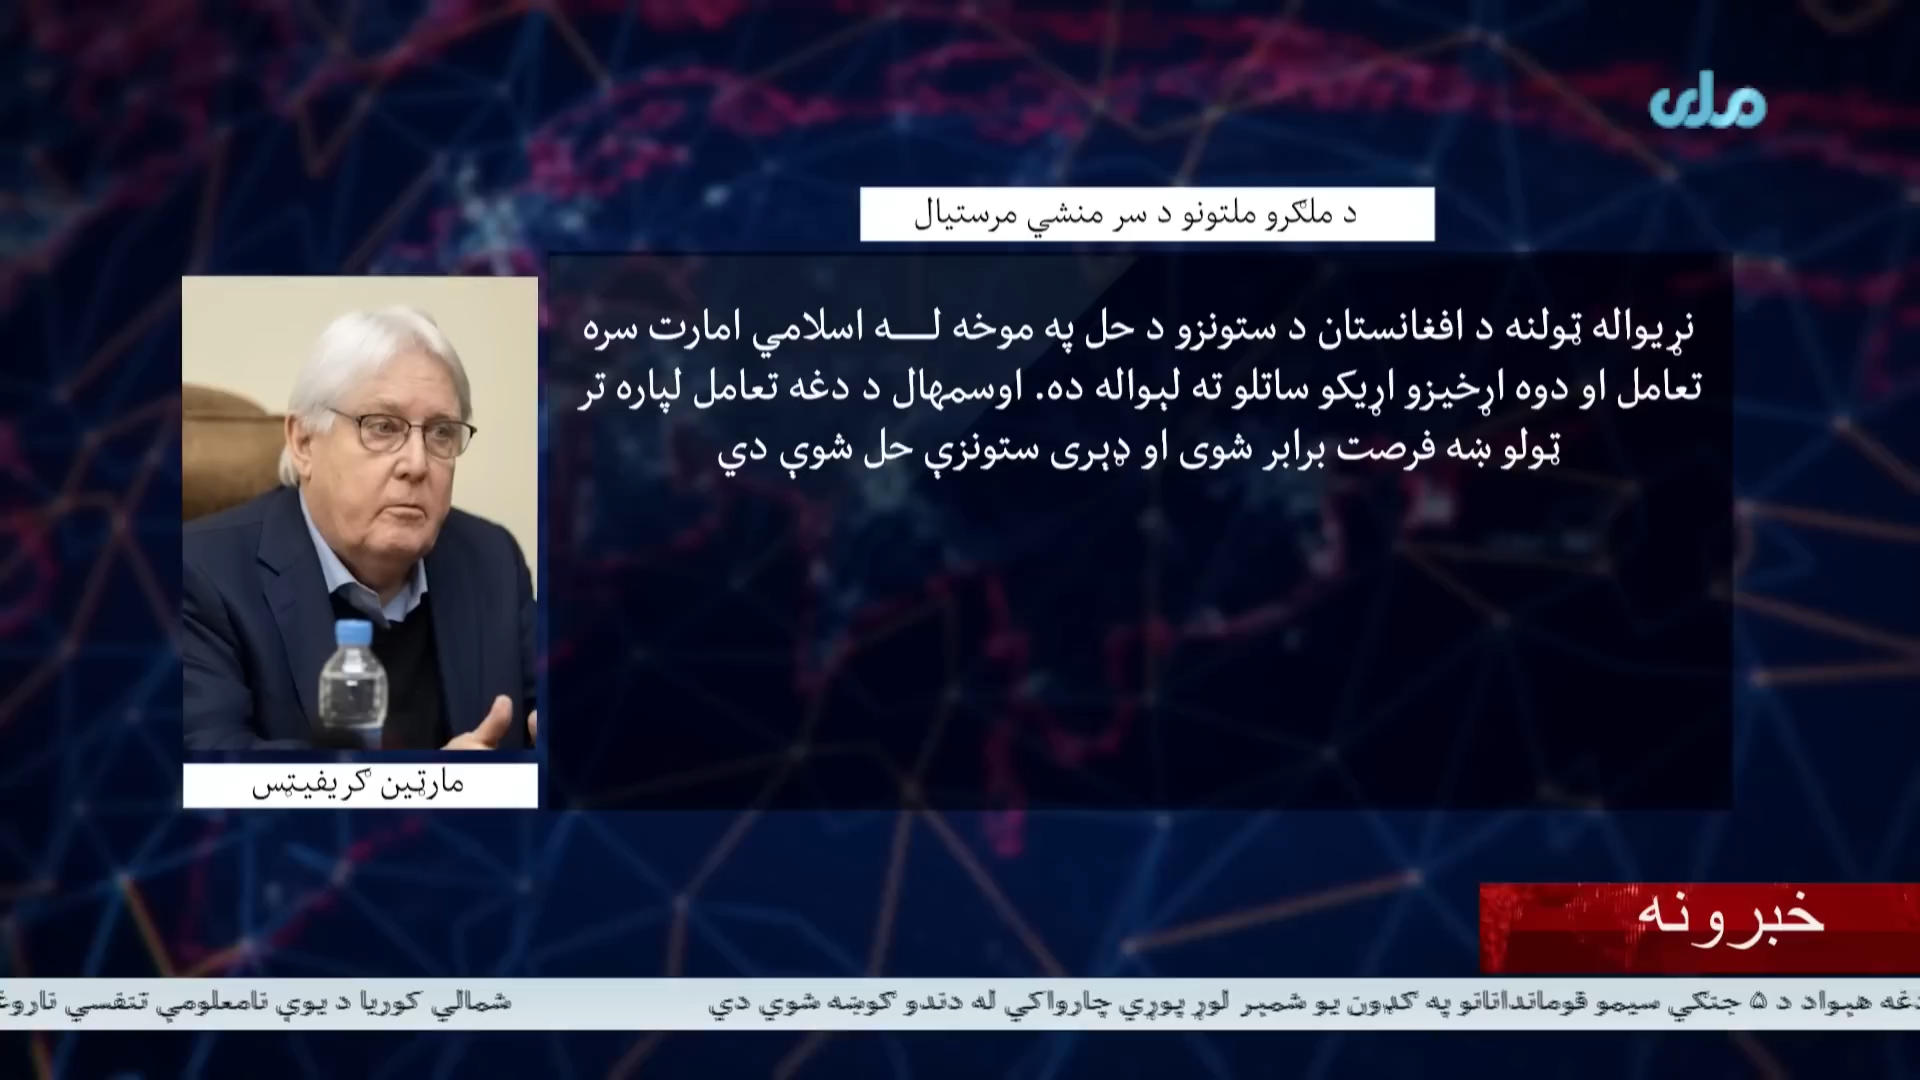 ملی
د ملګرو ملتونو د سر منشي مرستیال
نړیواله ټولنه د افغانستان د ستونزو د حل په موخه لــــه اسلامي امارت سره
تعامل او دوه اړخیزو اړیکو ساتلو ته لېواله ده. اوسمهال د دغه تعامل لپاره تر
ټولو ښه فرصت برابر شوی او ډېری ستونزې حل شوې دي
مارټین ګریفیټس
خبرونه
دغه هېواد د ۵ جنګي سیمو قوماندانانو په ګډون یو شمېر لوړ پوړي چارواکي له دندو ګوښه شوي دي
شمالي کوریا د یوې نامعلومې تنفسي ناروغ